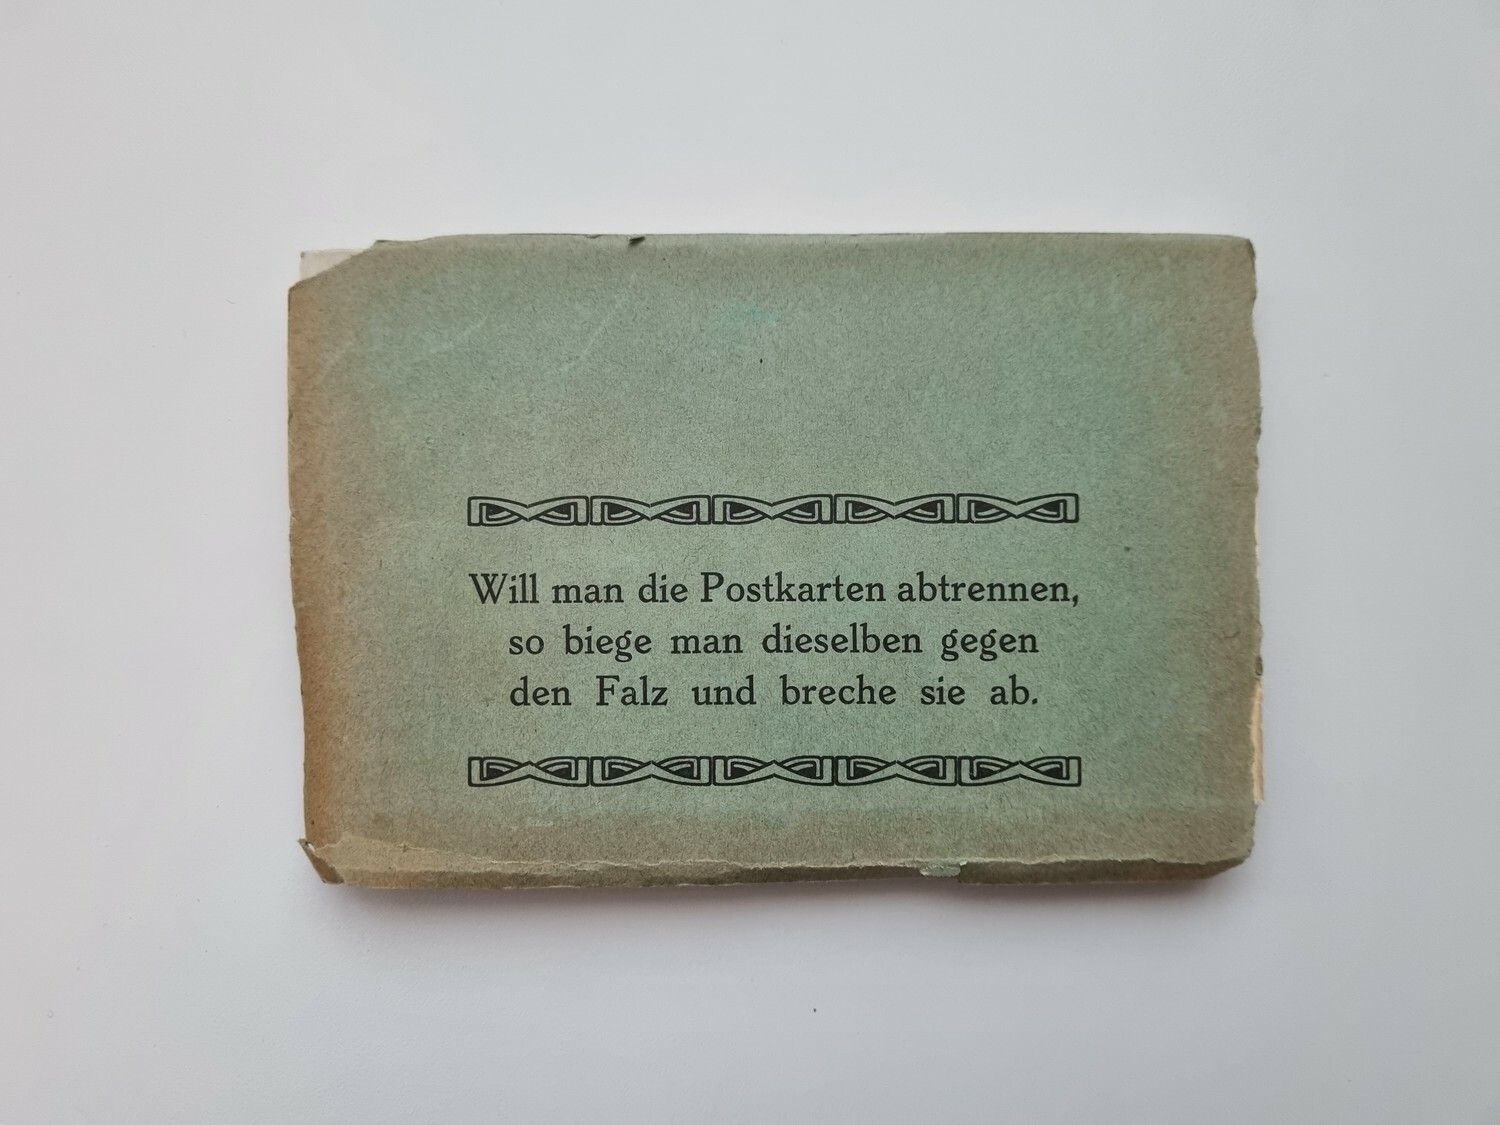 Will man die Postkarten abtrennen,
so biege man dieselben gegen
den Falz und breche sie ab.